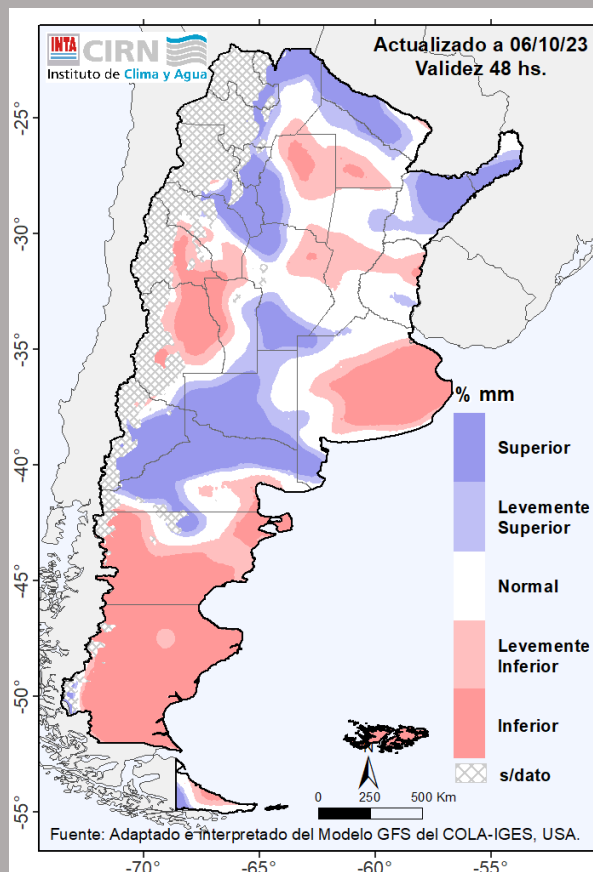 INTA CIRN
Instituto de Clima y Agua
Actualizado a 06/10/23
Validez 48 hs.
-25°
-30°
-35°
-40°
-45°
-50°
-55°
% mm
Superior
Levemente
Superior
Normal
Levemente
Inferior
Inferior
s/dato
N
0 250 500 Km
Fuente: Adaptado e interpretado del Modelo GFS del COLA-IGES, USA.
-70° -65° -60° -55°